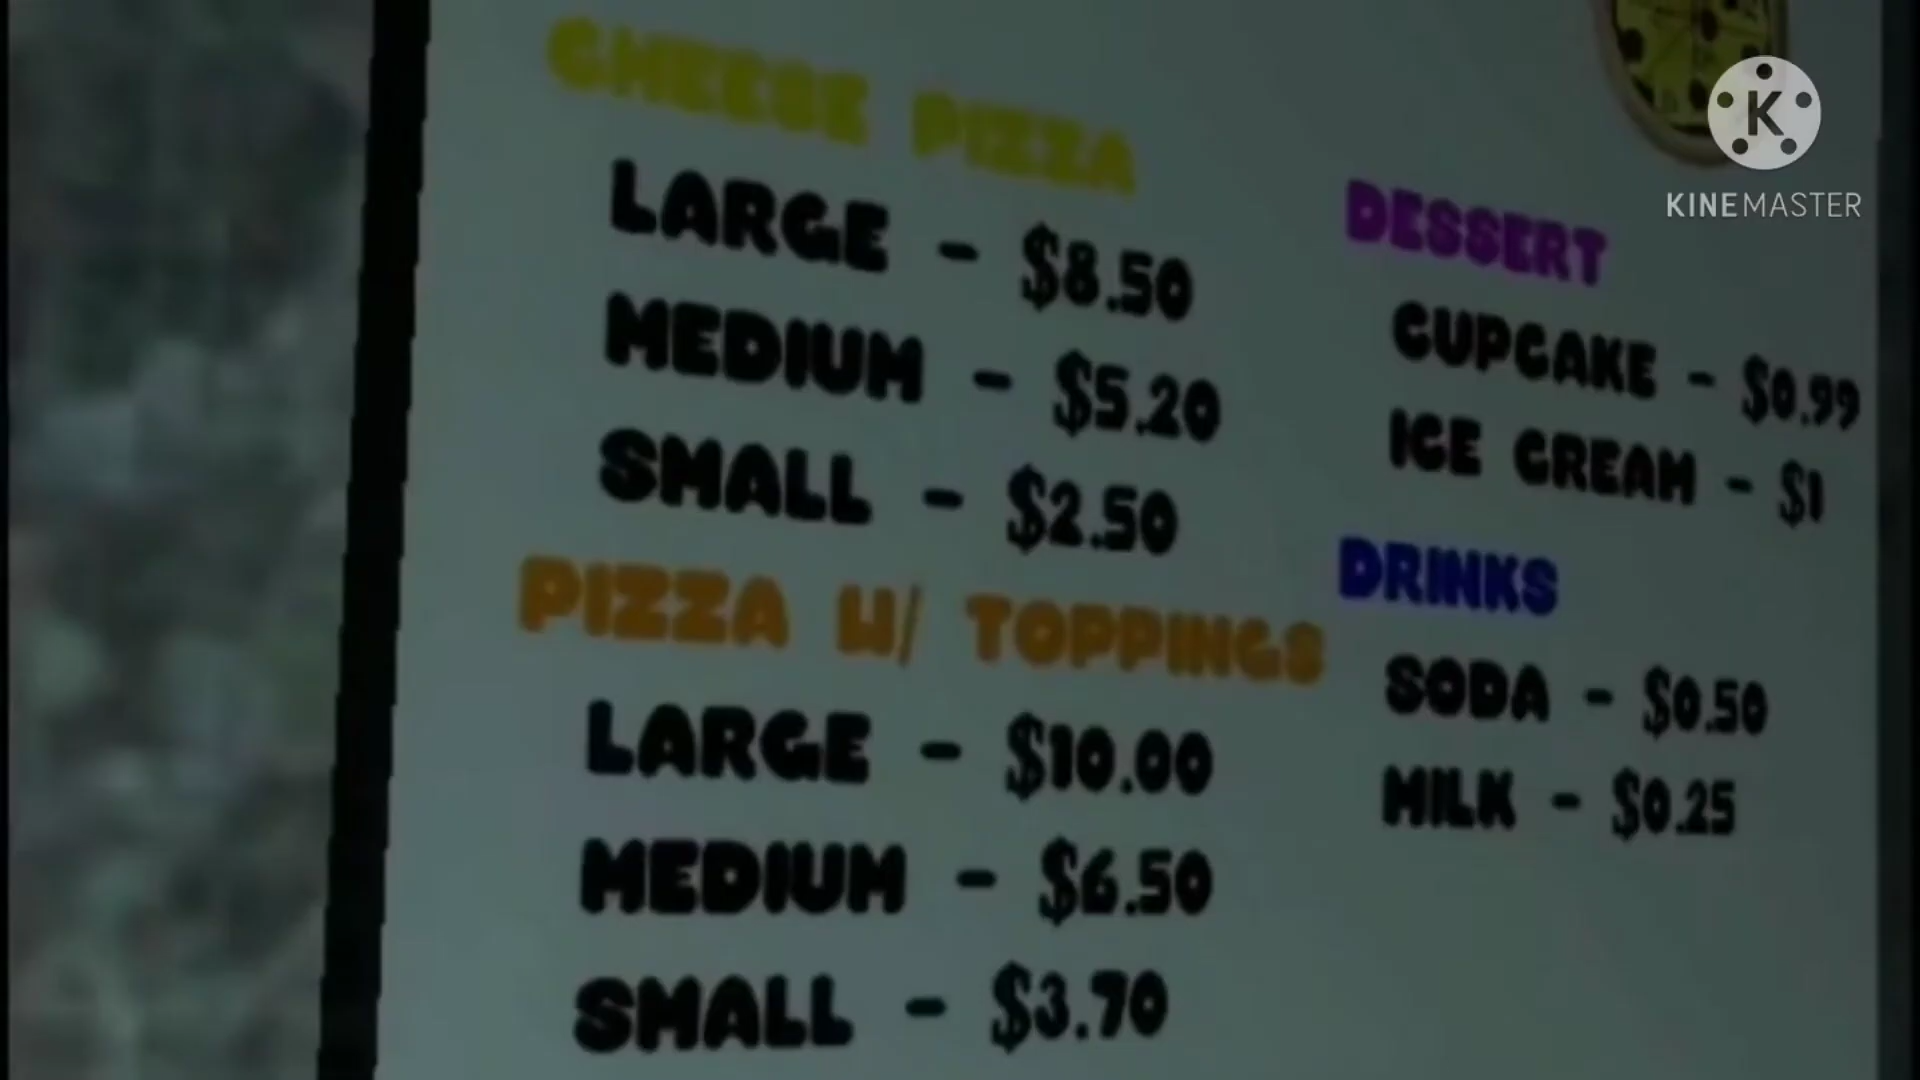 CHEESE PIZZA
LARGE - $8.50
MEDIUM - $5.20
SMALL - $2.50
PIZZA W/ TOPPINGS
LARGE - $10.00
MEDIUM - $6.50
SMALL - $3.70
DESSERT
CUPCAKE - $0.99
ICE CREAM - $1
DRINKS
SODA - $0.50
MILK - $0.25
K
KINEMASTER